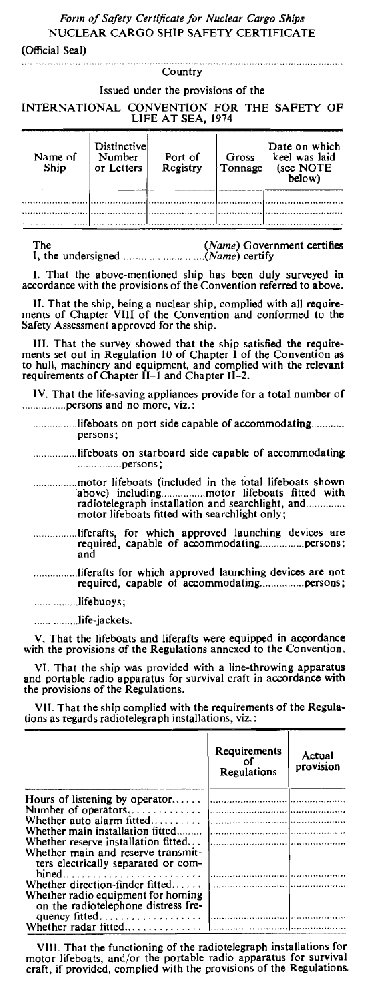 Form of Safety Certificate for Nuclear Cargo Ships
NUCLEAR CARGO SHIP SAFETY CERTIFICATE
(Official Seal)
Country
Issued under the provisions of the
INTERNATIONAL CONVENTION FOR THE SAFETY OF
LIFE AT SEA, 1974
Name of Ship
Distinctive Number or Letters
Port of Registry
Gross Tonnage
Date on which keel was laid (see NOTE below)
The (Name) Government certifies
I, the undersigned ......................(Name) certify
I. That the above-mentioned ship has been duly surveyed in
accordance with the provisions of the Convention referred to above.
II. That the ship, being a nuclear ship, complied with all require-
ments of Chapter VIII of the Convention and conformed to the
Safety Assessment approved for the ship.
III. That the survey showed that the ship satisfied the require-
ments set out in Regulation 10 of Chapter I of the Convention as
to hull, machinery and equipment, and complied with the relevant
requirements of Chapter II–1 and Chapter II–2.
IV. That the life-saving appliances provide for a total number of
...............persons and no more, viz.:
...............lifeboats on port side capable of accommodating...........
persons;
...............lifeboats on starboard side capable of accommodating
...............persons;
...............motor lifeboats (included in the total lifeboats shown
above) including..............motor lifeboats fitted with
radiotelegraph installation and searchlight, and.............
motor lifeboats fitted with searchlight only;
...............liferafts, for which approved launching devices are
required, capable of accommodating...............persons;
and
...............liferafts for which approved launching devices are not
required, capable of accommodating...............persons;
...............lifebuoys;
...............life-jackets.
V. That the lifeboats and liferafts were equipped in accordance
with the provisions of the Regulations annexed to the Convention.
VI. That the ship was provided with a line-throwing apparatus
and portable radio apparatus for survival craft in accordance with
the provisions of the Regulations.
VII. That the ship complied with the requirements of the Regula-
tions as regards radiotelegraph installations, viz.:
Requirements of Regulations
Actual provision
Hours of listening by operator......
Number of operators.............
Whether auto alarm fitted.........
Whether main installation fitted........
Whether reserve installation fitted...
Whether main and reserve transmit-
ters electrically separated or com-
bined........................
Whether direction-finder fitted......
Whether radio equipment for homing
on the radiotelephone distress fre-
quency fitted..................
Whether radar fitted.............
VIII. That the functioning of the radiotelegraph installations for
motor lifeboats, and/or the portable radio apparatus for survival
craft, if provided, complied with the provisions of the Regulations.